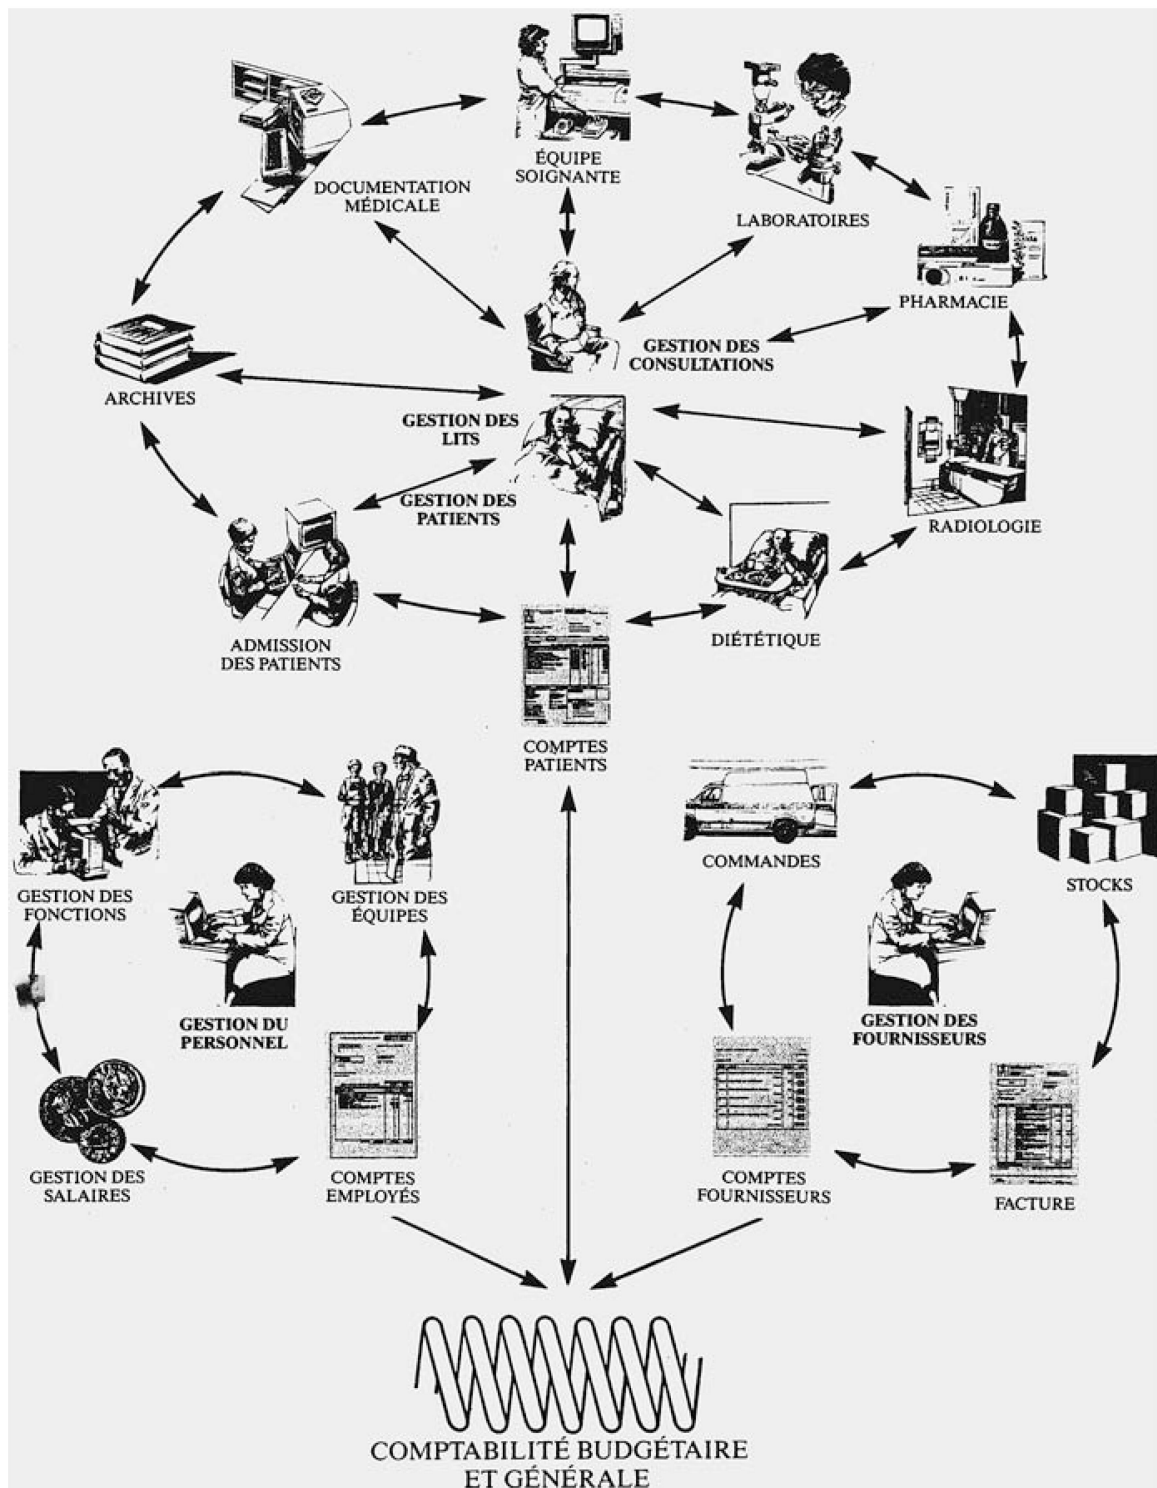 ÉQUIPE
SOIGNANTE
DOCUMENTATION
MÉDICALE
LABORATOIRES
PHARMACIE
GESTION DES
CONSULTATIONS
ARCHIVES
GESTION DES
LITS
GESTION DES
PATIENTS
RADIOLOGIE
ADMISSION
DES PATIENTS
DIÉTÉTIQUE
COMPTES
PATIENTS
GESTION DES
FONCTIONS
GESTION DES
ÉQUIPES
COMMANDES
STOCKS
GESTION DU
PERSONNEL
GESTION DES
FOURNISSEURS
GESTION DES
SALAIRES
COMPTES
EMPLOYÉS
COMPTES
FOURNISSEURS
FACTURE
COMPTABILITÉ BUDGÉTAIRE
ET GÉNÉRALE